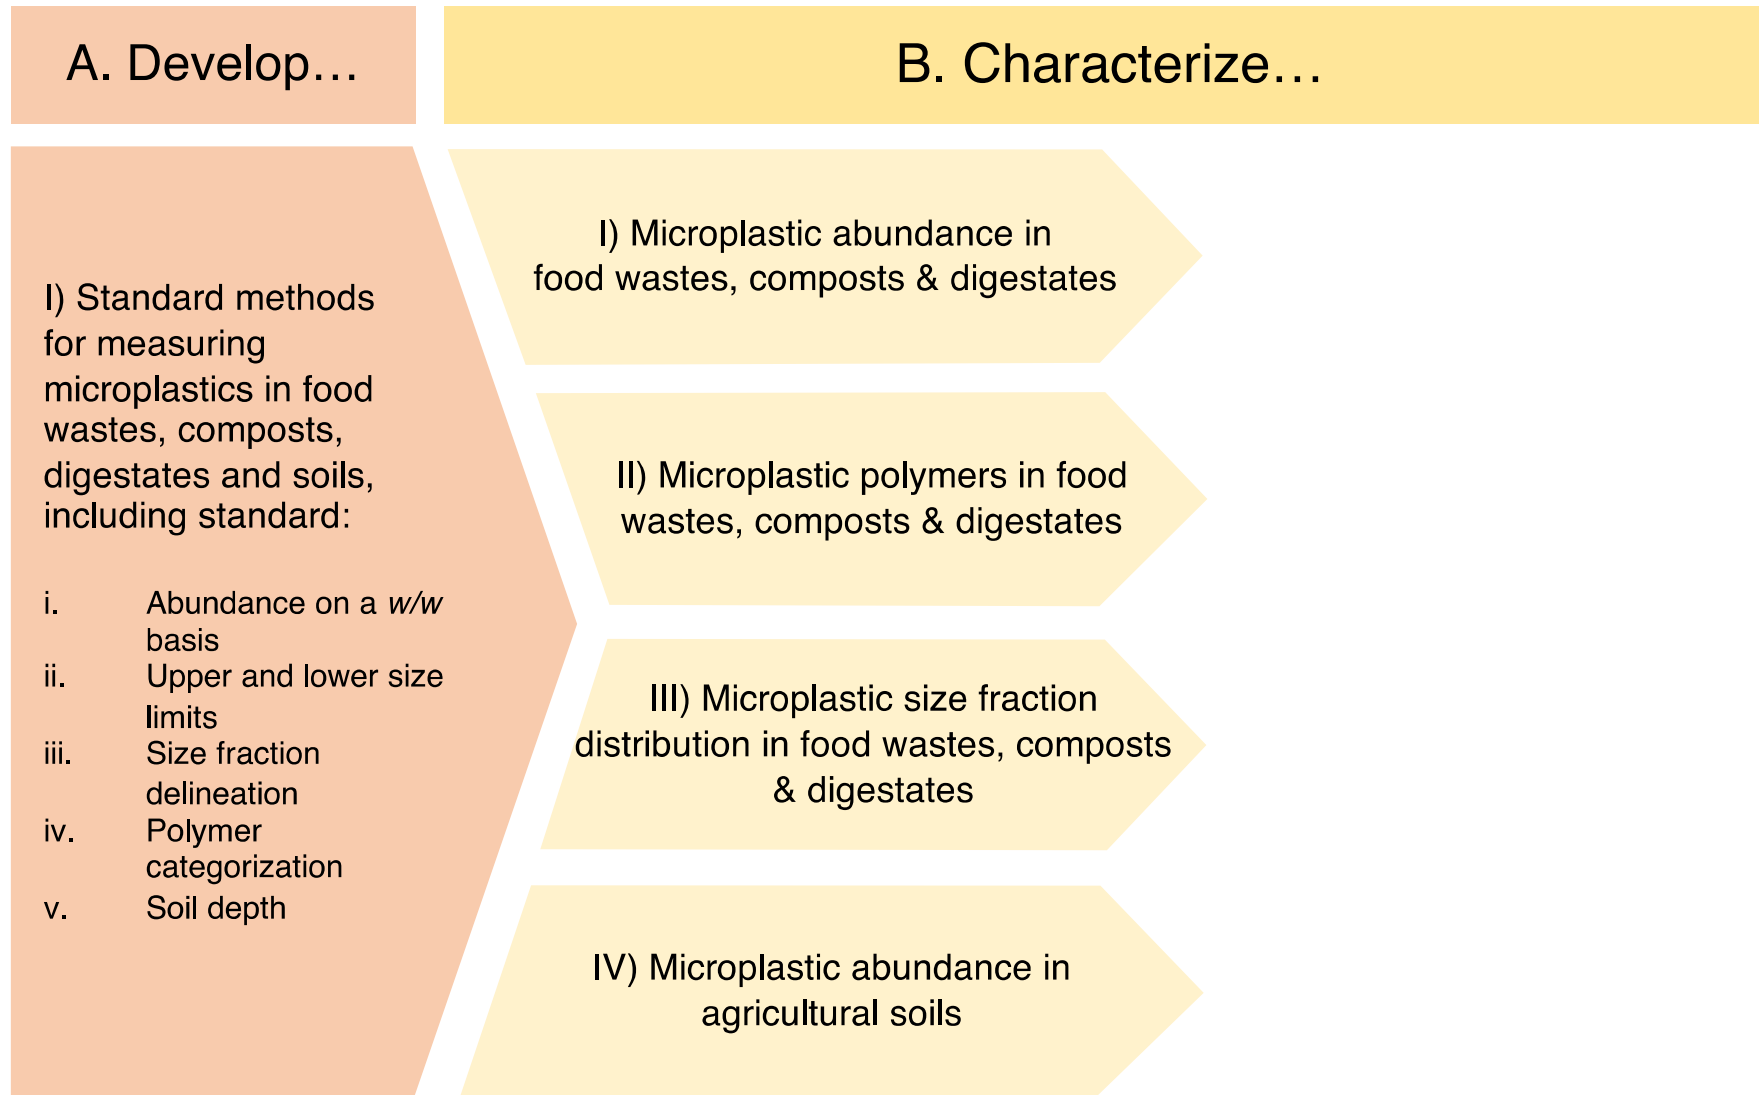 A. Develop…
B. Characterize…
I) Standard methods
for measuring
microplastics in food
wastes, composts,
digestates and soils,
including standard:
i. Abundance on a w/w
basis
ii. Upper and lower size
limits
iii. Size fraction
delineation
iv. Polymer
categorization
v. Soil depth
I) Microplastic abundance in
food wastes, composts & digestates
II) Microplastic polymers in food
wastes, composts & digestates
III) Microplastic size fraction
distribution in food wastes, composts
& digestates
IV) Microplastic abundance in
agricultural soils